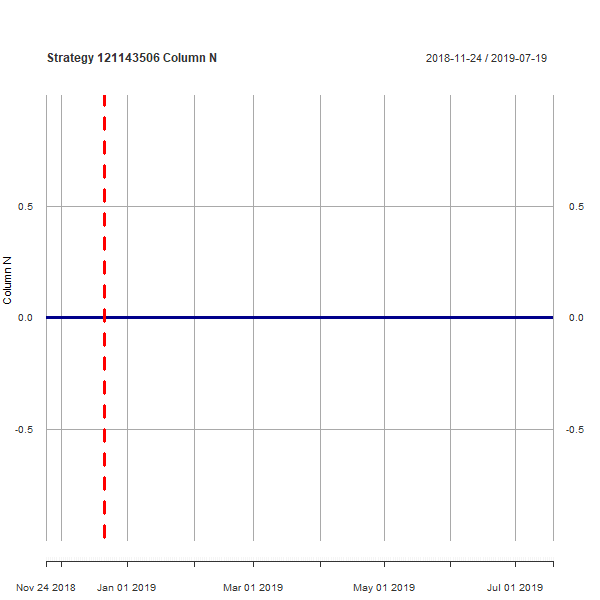 Strategy 121143506 Column N
2018-11-24 / 2019-07-19
0.5
0.5
Column N
0.0
0.0
-0.5
-0.5
Nov 24 2018
Jan 01 2019
Mar 01 2019
May 01 2019
Jul 01 2019